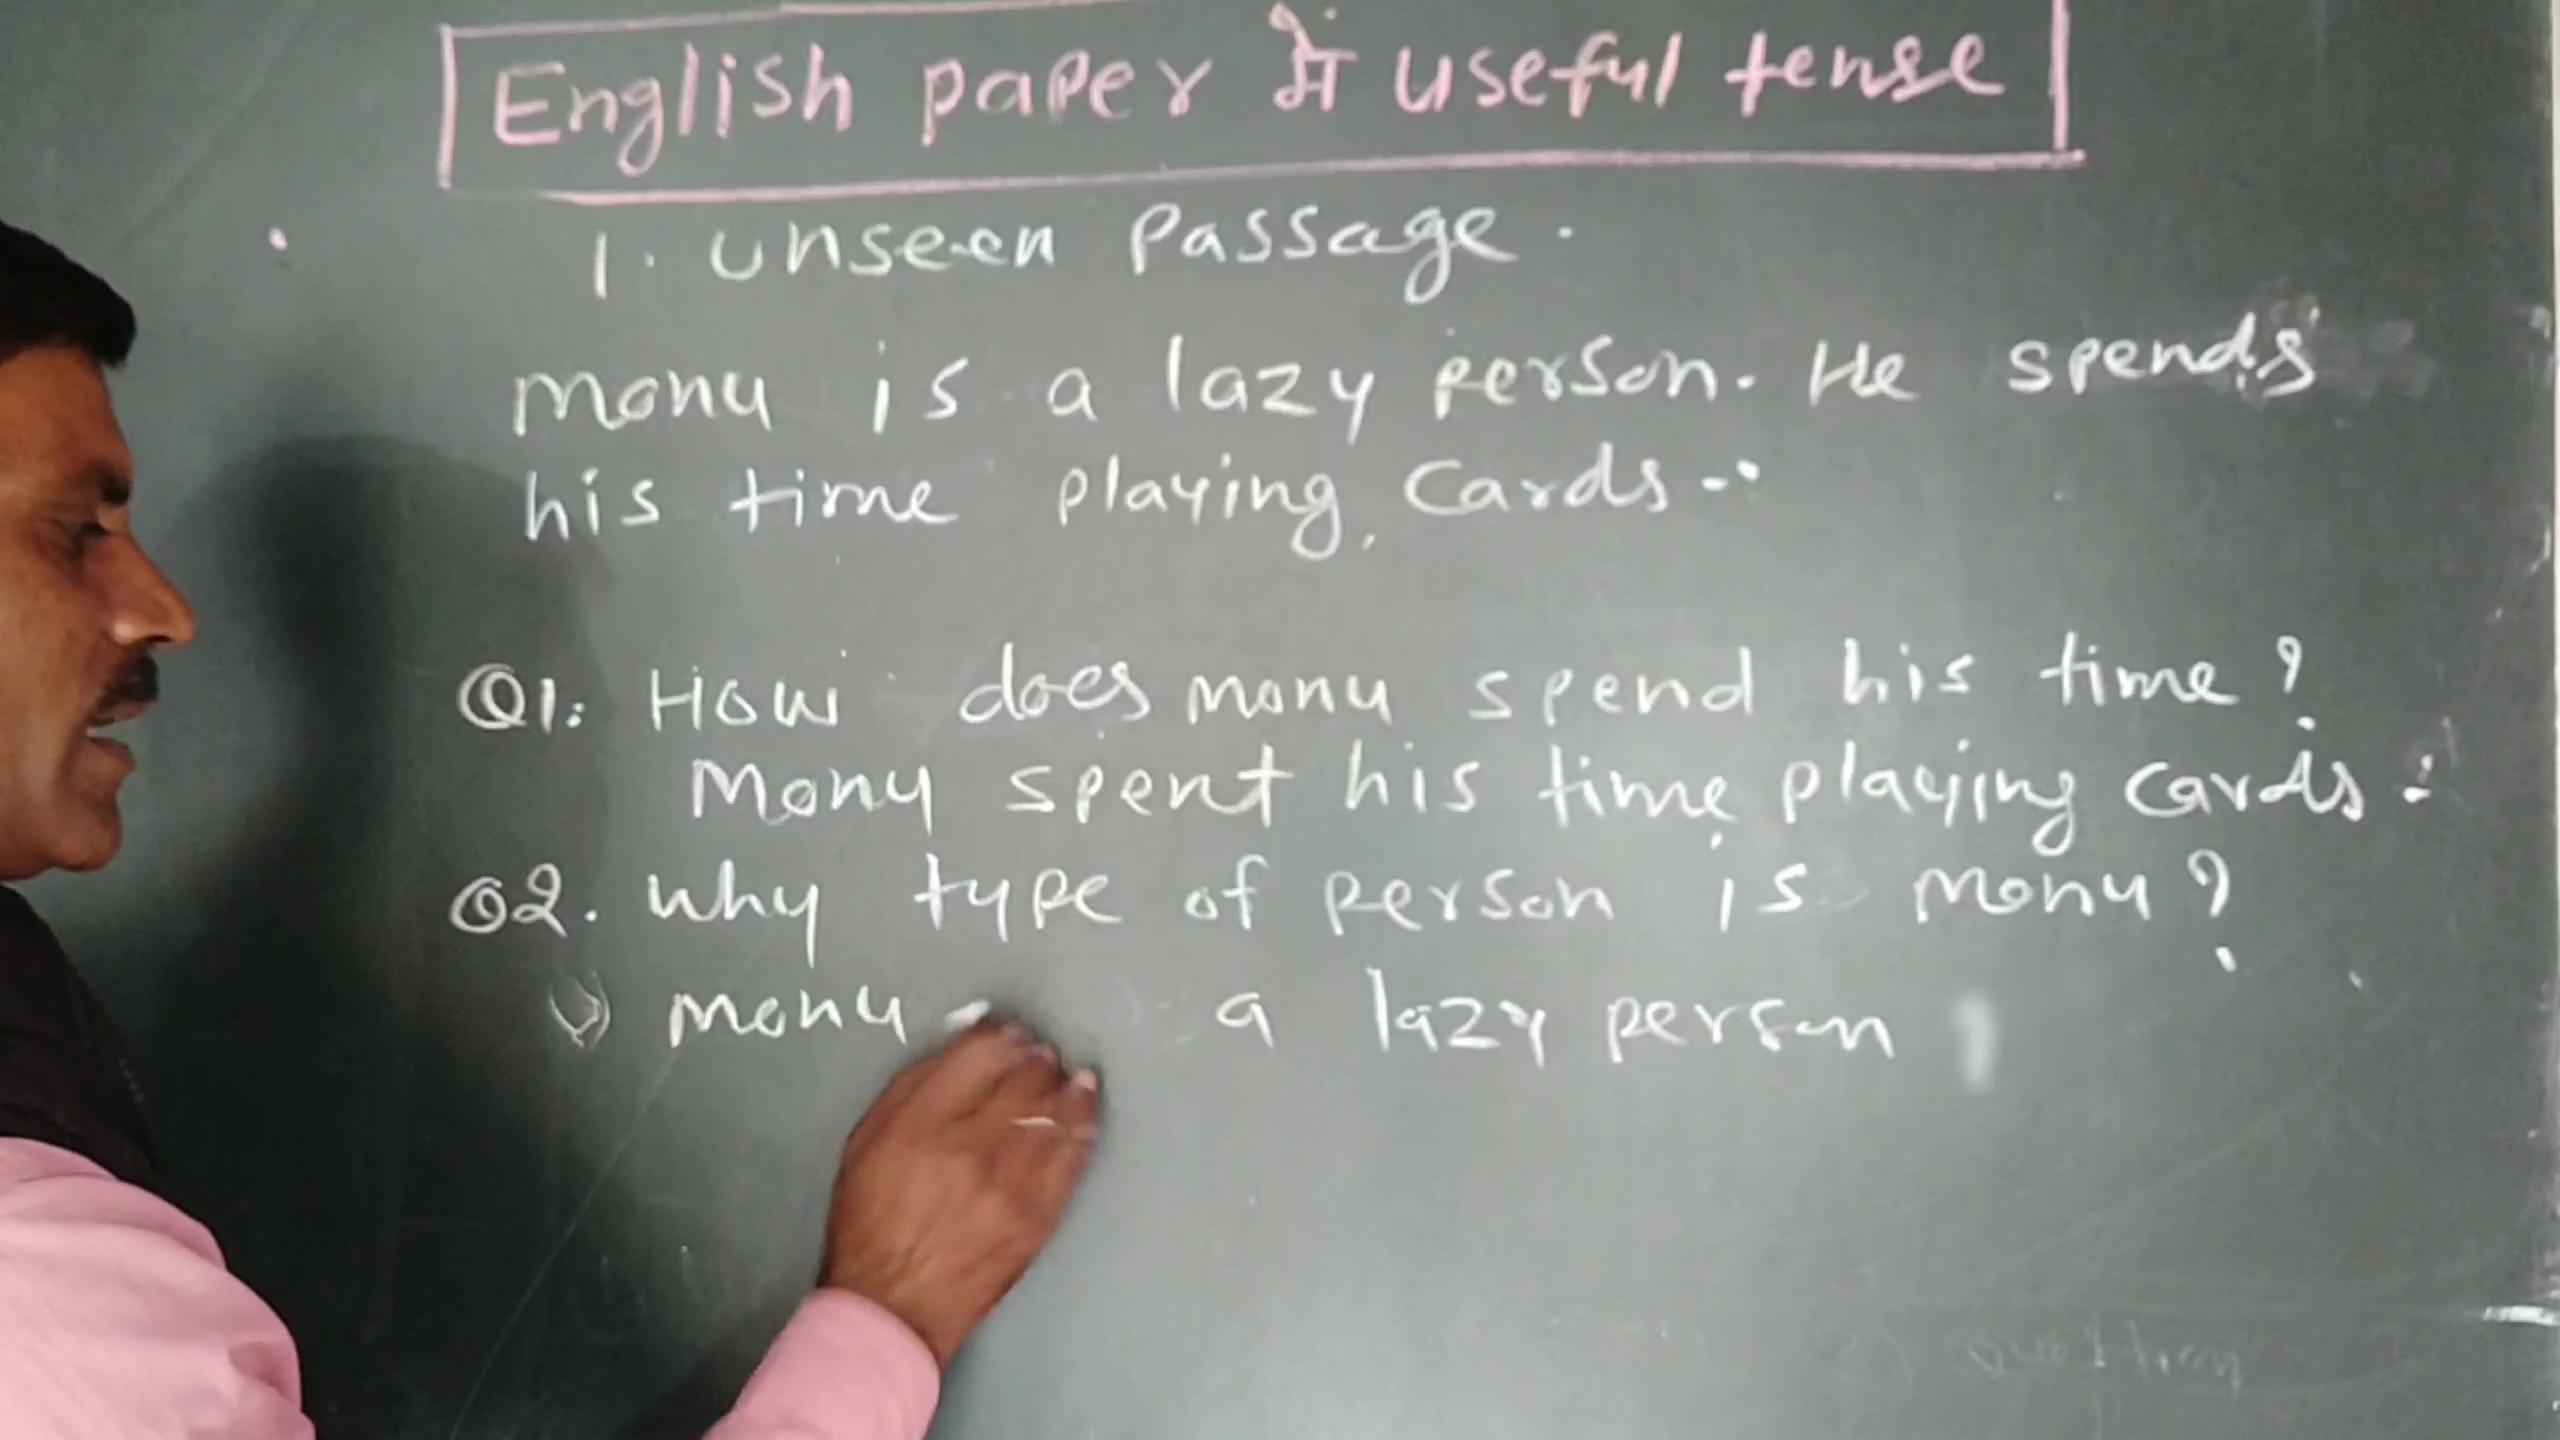 English paper में useful tense
1. Unseen Passage.
Monu is a lazy person. He spends
his time playing cards.
Q1. How does monu spend his time?
Monu spent his time playing cards.
Q2. Why type of person is Monu?
Monu a lazy person
Question